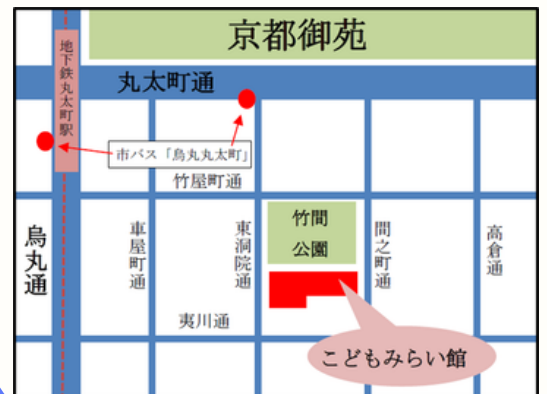 京都御苑
地下鉄丸太町駅
丸太町通
市バス「烏丸丸太町」
竹屋町通
烏丸通
車屋町通
東洞院通
竹間
公園
間之町通
高倉通
夷川通
こどもみらい館